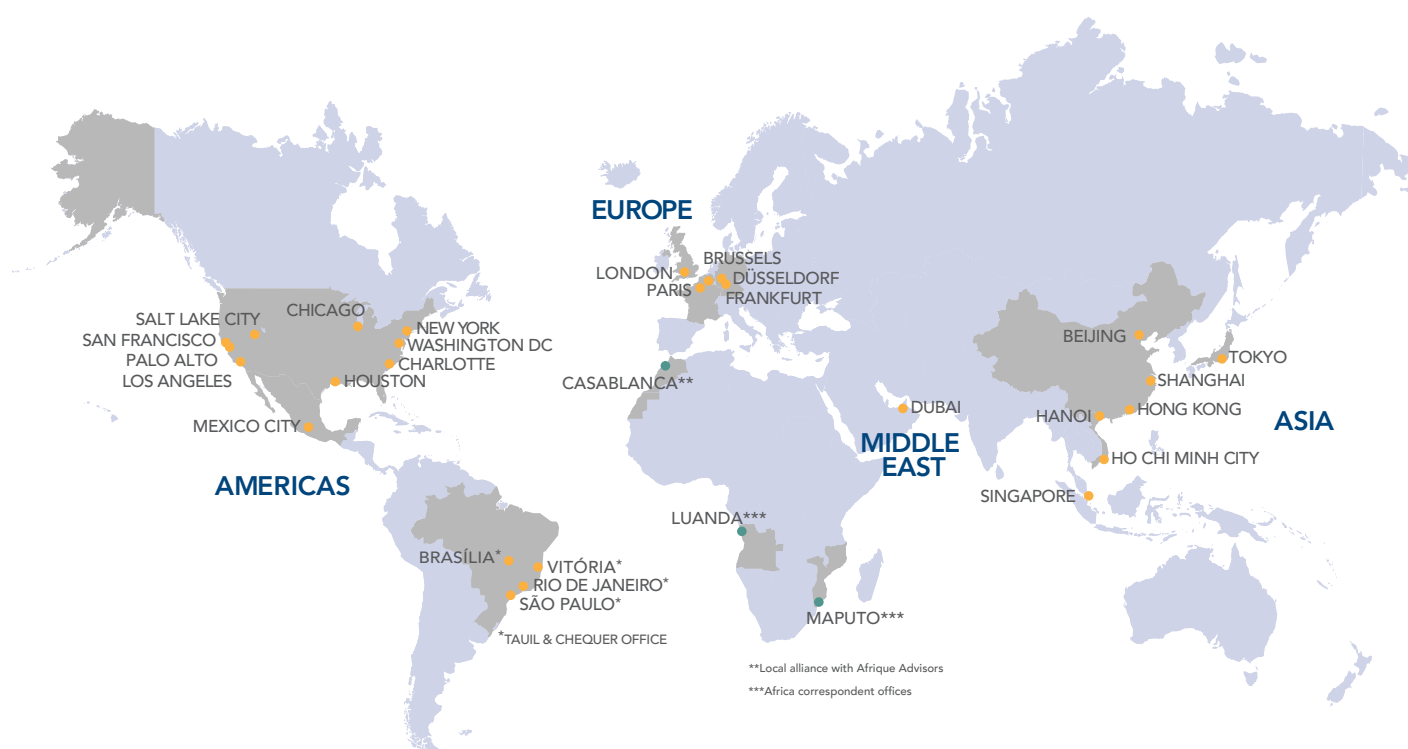 EUROPE
BRUSSELS
LONDON
DÜSSELDORF
PARIS
FRANKFURT
CHICAGO
SALT LAKE CITY
NEW YORK
SAN FRANCISCO
WASHINGTON DC
PALO ALTO
CHARLOTTE
LOS ANGELES
HOUSTON
MEXICO CITY
AMERICAS
CASABLANCA**
DUBAI
MIDDLE
EAST
BEIJING
TOKYO
SHANGHAI
HANOI
HONG KONG
ASIA
HO CHI MINH CITY
SINGAPORE
LUANDA***
BRASÍLIA*
VITÓRIA*
RIO DE JANEIRO*
SÃO PAULO*
MAPUTO***
*TAUIL & CHEQUER OFFICE
**Local alliance with Afrique Advisors
***Africa correspondent offices